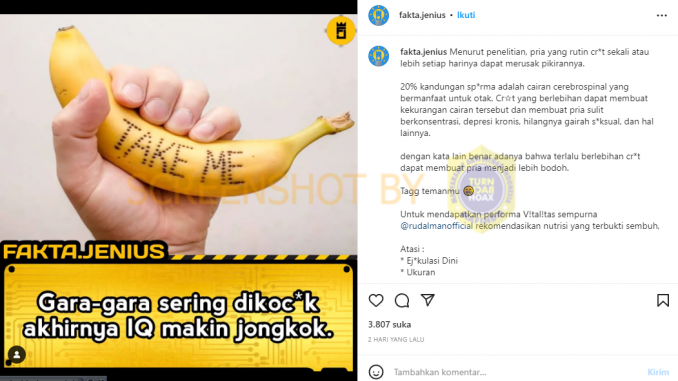 fakta.jenius • Ikuti
TAKE ME
FAKTA.JENIUS
Gara-gara sering dikoc*k
akhirnya IQ makin jongkok.
fakta.jenius Menurut penelitian, pria yang rutin cr*t sekali atau
lebih setiap harinya dapat merusak pikirannya.
20% kandungan sp*rma adalah cairan cerebrospinal yang
bermanfaat untuk otak. Cr☆t yang berlebihan dapat membuat
kekurangan cairan tersebut dan membuat pria sulit
berkonsentrasi, depresi kronis, hilangnya gairah s*ksual, dan hal
lainnya.
dengan kata lain benar adanya bahwa terlalu berlebihan cr*t
dapat membuat pria menjadi lebih bodoh.
Tagg temanmu 😄
Untuk mendapatkan performa V!tal!tas sempurna
@rudalmanofficial rekomendasikan nutrisi yang terbukti sembuh,
Atasi :
* Ej*kulasi Dini
* Ukuran
SCREENSHOT BY
TURN
BACK
HOAX
3.807 suka
2 HARI YANG LALU
Tambahkan komentar...
Kirim